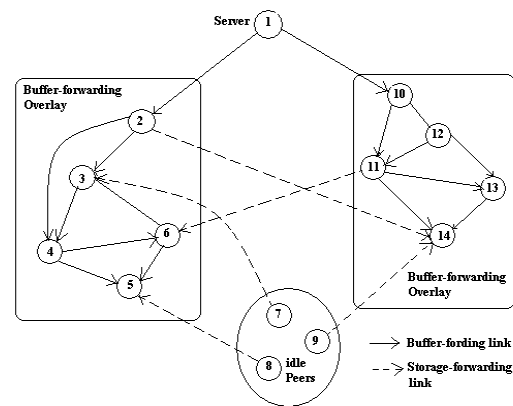 Server 1
Buffer-forwarding
Overlay
2
3
4
6
5
10
12
11
13
14
Buffer-forwarding
Overlay
7
9
8
idle
Peers
Buffer-fording link
Storage-forwarding
link